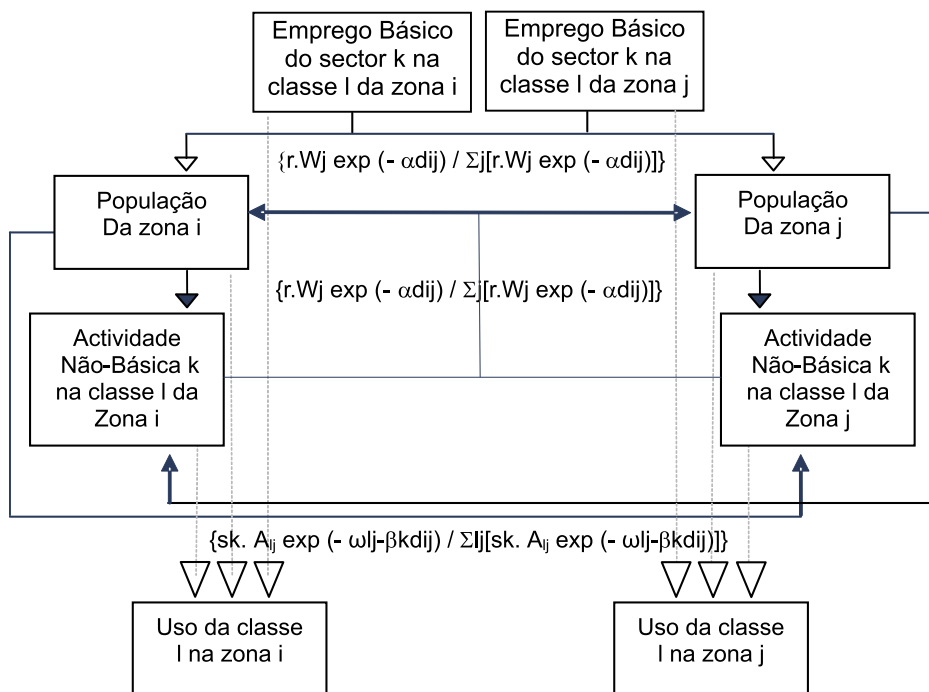 Emprego Básico
do sector k na
classe l da zona i
Emprego Básico
do sector k na
classe l da zona j
{r.Wj exp (- αdij) / Σj[r.Wj exp (- αdij)]}
População
Da zona i
População
Da zona j
{r.Wj exp (- αdij) / Σj[r.Wj exp (- αdij)]}
Actividade
Não-Básica k
na classe l da
Zona i
Actividade
Não-Básica k
na classe l da
Zona j
{sk. Alj exp (- ωlj-βkdij) / Σlj[sk. Alj exp (- ωlj-βkdij)]}
Uso da classe
l na zona i
Uso da classe
l na zona j